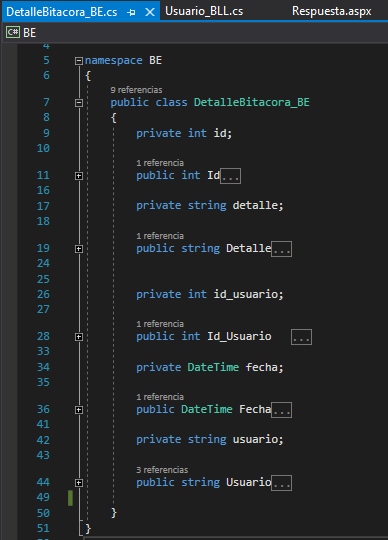 DetalleBitacora_BE.cs
Usuario_BLL.cs
Respuesta.aspx
C# BE
4
5 namespace BE
6 {
9 referencias
7 public class DetalleBitacora_BE
8 {
9 private int id;
10
1 referencia
11 public int Id...
16
17 private string detalle;
18
1 referencia
19 public string Detalle...
24
25
26 private int id_usuario;
27
1 referencia
28 public int Id_Usuario ...
33
34 private DateTime fecha;
35
1 referencia
36 public DateTime Fecha...
41
42 private string usuario;
43
3 referencias
44 public string Usuario...
49
50 }
51 }